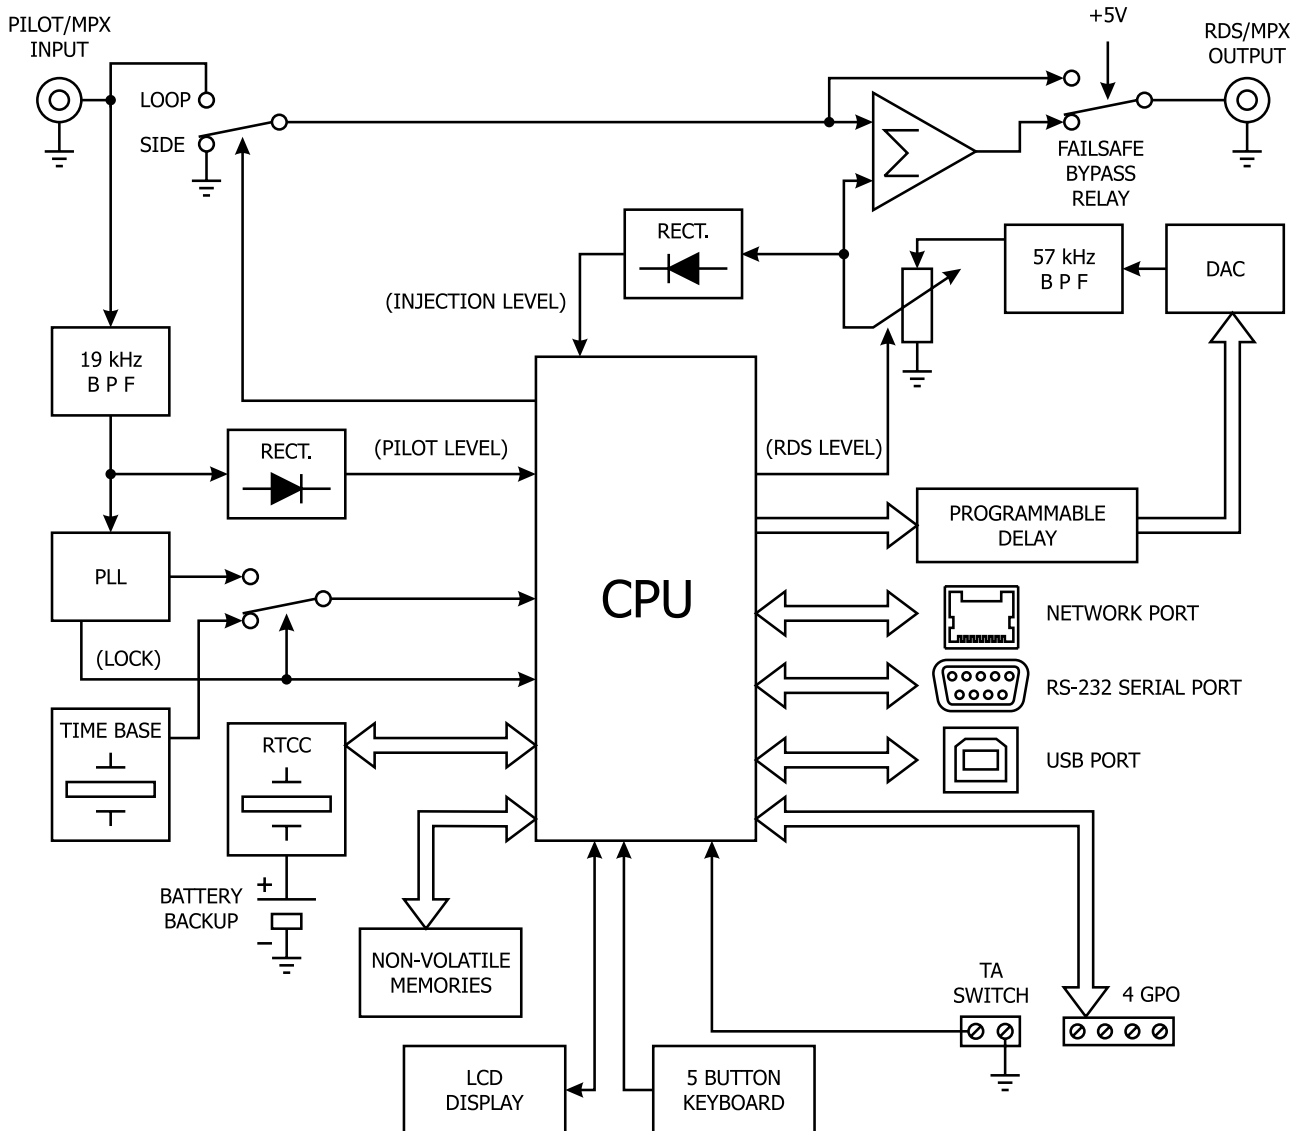 PILOT/MPX
INPUT
+5V
RDS/MPX
OUTPUT
LOOP
SIDE
FAILSAFE
BYPASS
RELAY
RECT.
57 kHz
B P F
DAC
(INJECTION LEVEL)
19 kHz
B P F
RECT.
(PILOT LEVEL)
(RDS LEVEL)
PROGRAMMABLE
DELAY
PLL
CPU
NETWORK PORT
(LOCK)
RS-232 SERIAL PORT
TIME BASE
RTCC
USB PORT
+
BATTERY
BACKUP
−
NON-VOLATILE
MEMORIES
TA
SWITCH
4 GPO
LCD
DISPLAY
5 BUTTON
KEYBOARD